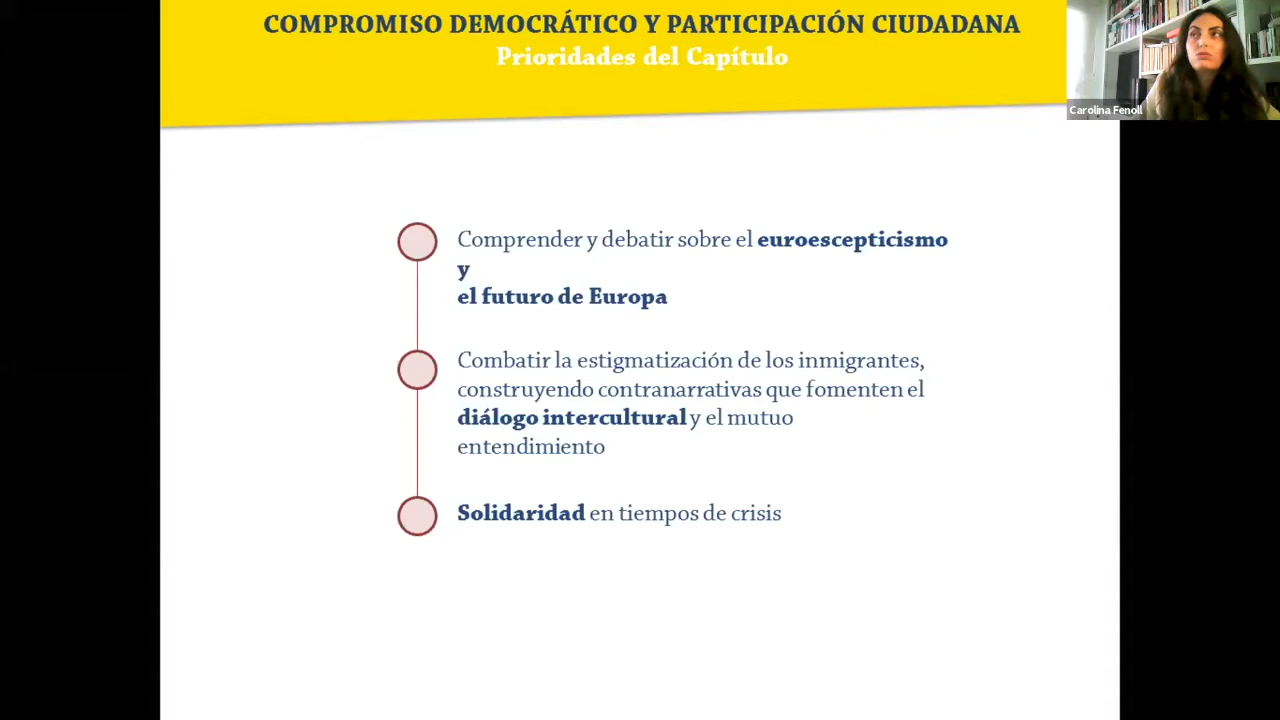 COMPROMISO DEMOCRÁTICO Y PARTICIPACIÓN CIUDADANA
Prioridades del Capítulo
Carolina Fenoll
Comprender y debatir sobre el euroescepticismo
y
el futuro de Europa
Combatir la estigmatización de los inmigrantes,
construyendo contranarrativas que fomenten el
diálogo intercultural y el mutuo
entendimiento
Solidaridad en tiempos de crisis